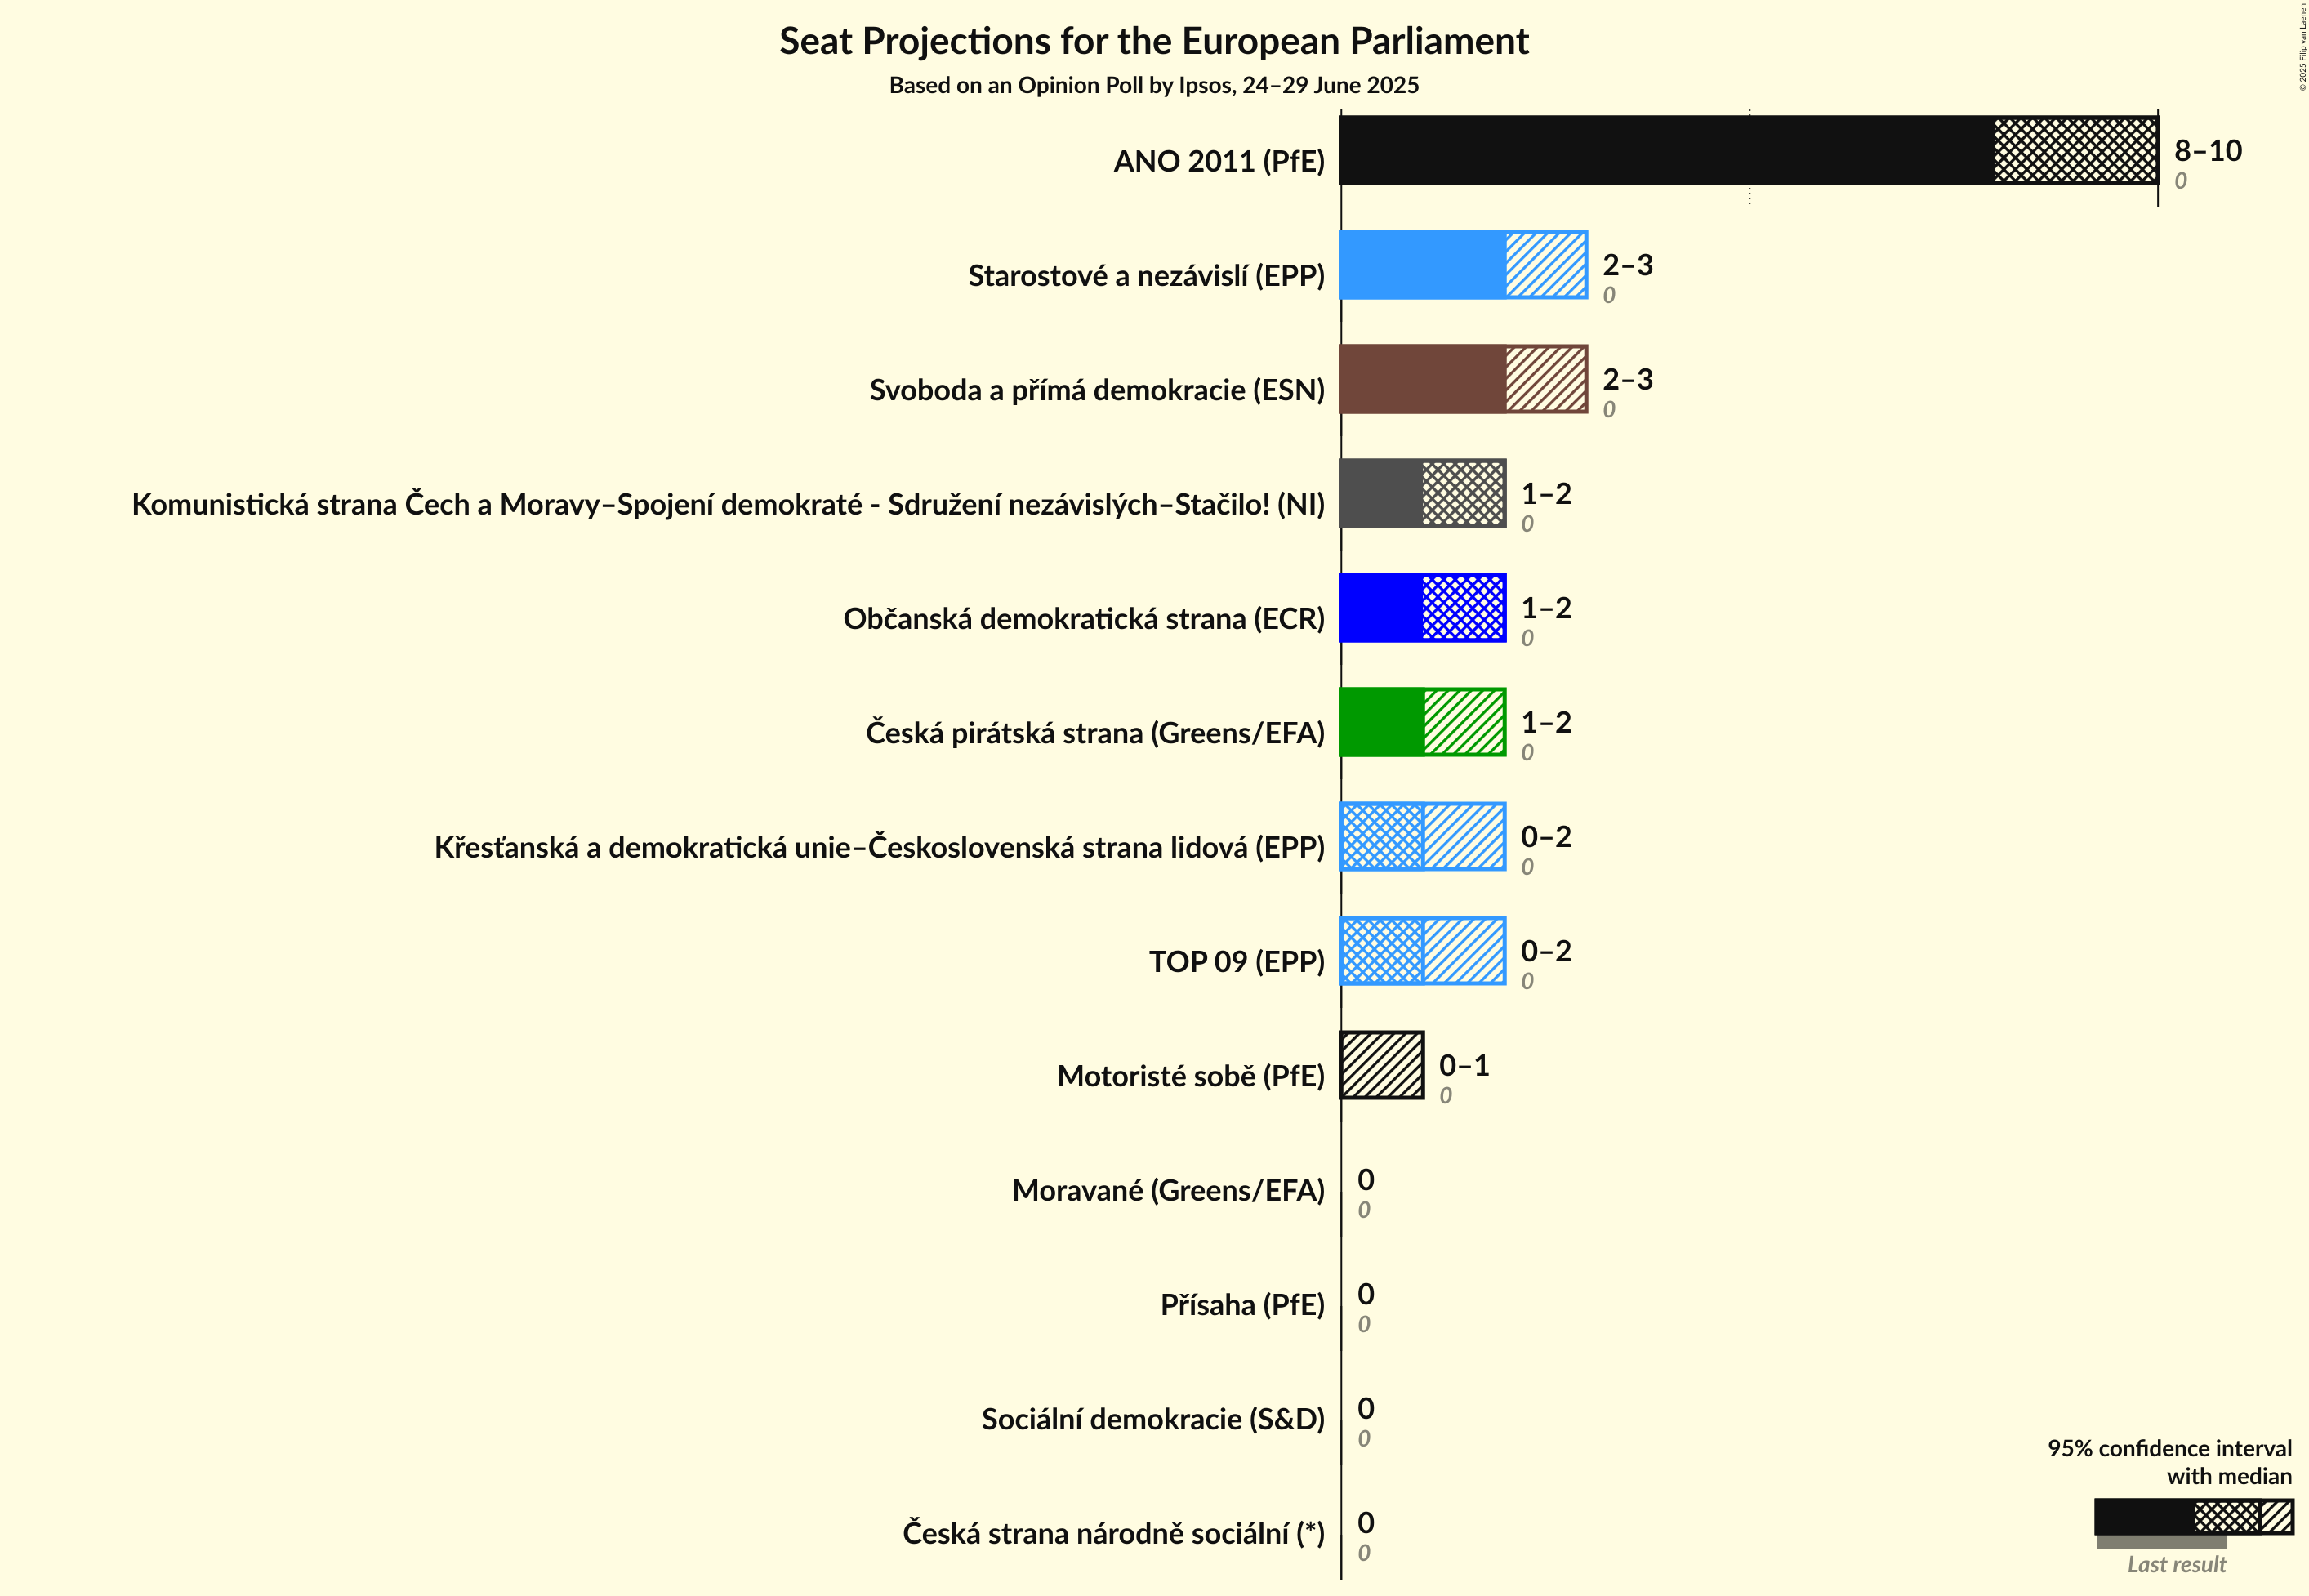 Seat Projections for the European Parliament
Based on an Opinion Poll by Ipsos, 24–29 June 2025
© 2025 Filip van Laenen
ANO 2011 (PfE)
8–10
0
Starostové a nezávislí (EPP)
2–3
0
Svoboda a přímá demokracie (ESN)
2–3
0
Komunistická strana Čech a Moravy–Spojení demokraté - Sdružení nezávislých–Stačilo! (NI)
1–2
0
Občanská demokratická strana (ECR)
1–2
0
Česká pirátská strana (Greens/EFA)
1–2
0
Křesťanská a demokratická unie–Československá strana lidová (EPP)
0–2
0
TOP 09 (EPP)
0–2
0
Motoristé sobě (PfE)
0–1
0
Moravané (Greens/EFA)
0
0
Přísaha (PfE)
0
0
Sociální demokracie (S&D)
0
0
Česká strana národně sociální (*)
0
0
95% confidence interval
with median
Last result